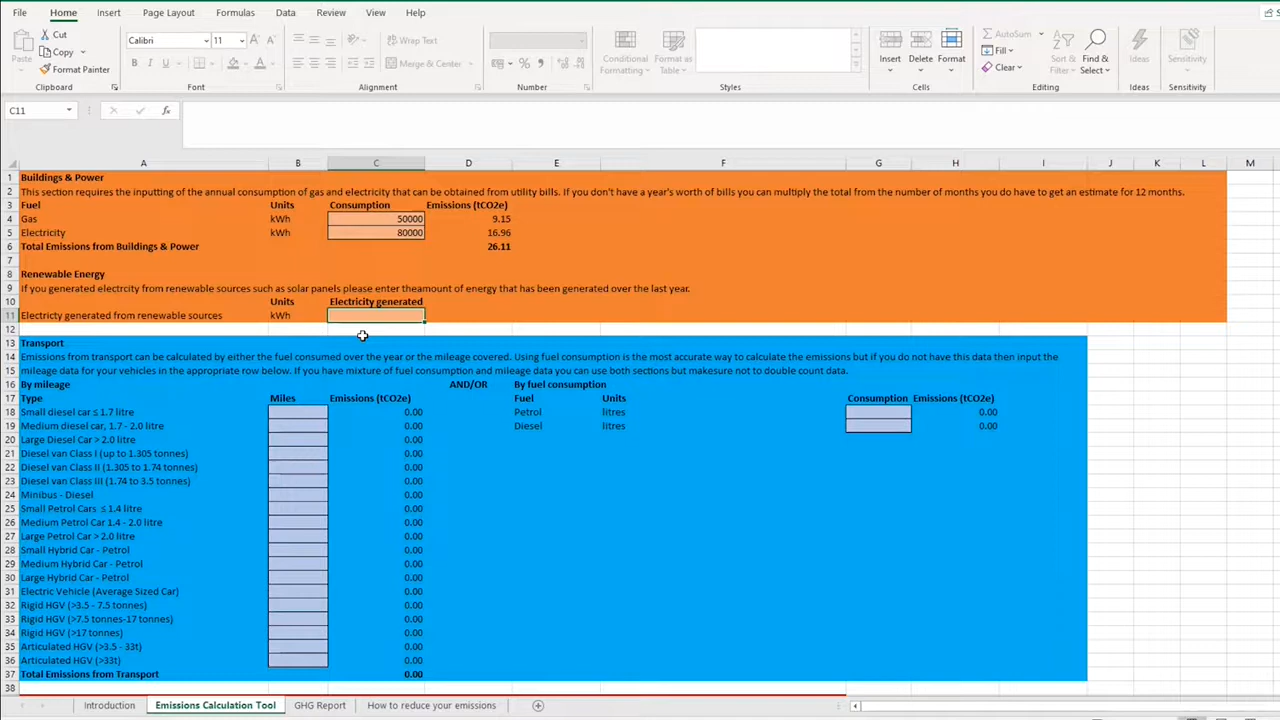 File Home Insert Page Layout Formulas Data Review View Help
Cut
Copy
Format Painter
Paste
Calibri 11
B I U
Wrap Text
Merge & Center
Conditional Formatting
Format as Table
Insert Delete Format
AutoSum
Fill
Clear
Sort & Filter
Find & Select
Ideas
Sensitivity
Clipboard Font Alignment Number Styles Cells Editing Ideas Sensitivity
C11 fx
A B C D E F G H I J K L M
1 Buildings & Power
2 This section requires the inputting of the annual consumption of gas and electricity that can be obtained from utility bills. If you don't have a year's worth of bills you can multiply the total from the number of months you do have to get an estimate for 12 months.
3 Fuel Units Consumption Emissions (tCO2e)
4 Gas kWh 50000 9.15
5 Electricity kWh 80000 16.96
6 Total Emissions from Buildings & Power 26.11
7
8 Renewable Energy
9 If you generated electrcity from renewable sources such as solar panels please enter theamount of energy that has been generated over the last year.
10 Units Electricity generated
11 Electricty generated from renewable sources kWh
12
13 Transport
14 Emissions from transport can be calculated by either the fuel consumed over the year or the mileage covered. Using fuel consumption is the most accurate way to calculate the emissions but if you do not have this data then input the
15 mileage data for your vehicles in the appropriate row below. If you have mixture of fuel consumption and mileage data you can use both sections but makesure not to double count data.
16 By mileage AND/OR By fuel consumption
17 Type Miles Emissions (tCO2e) Fuel Units Consumption Emissions (tCO2e)
18 Small diesel car ≤ 1.7 litre 0.00 Petrol litres 0.00
19 Medium diesel car, 1.7 - 2.0 litre 0.00 Diesel litres 0.00
20 Large Diesel Car > 2.0 litre 0.00
21 Diesel van Class I (up to 1.305 tonnes) 0.00
22 Diesel van Class II (1.305 to 1.74 tonnes) 0.00
23 Diesel van Class III (1.74 to 3.5 tonnes) 0.00
24 Minibus - Diesel 0.00
25 Small Petrol Cars ≤ 1.4 litre 0.00
26 Medium Petrol Car 1.4 - 2.0 litre 0.00
27 Large Petrol Car > 2.0 litre 0.00
28 Small Hybrid Car - Petrol 0.00
29 Medium Hybrid Car - Petrol 0.00
30 Large Hybrid Car - Petrol 0.00
31 Electric Vehicle (Average Sized Car) 0.00
32 Rigid HGV (>3.5 - 7.5 tonnes) 0.00
33 Rigid HGV (>7.5 tonnes-17 tonnes) 0.00
34 Rigid HGV (>17 tonnes) 0.00
35 Articulated HGV (>3.5 - 33t) 0.00
36 Articulated HGV (>33t) 0.00
37 Total Emissions from Transport 0.00
38
Introduction Emissions Calculation Tool GHG Report How to reduce your emissions